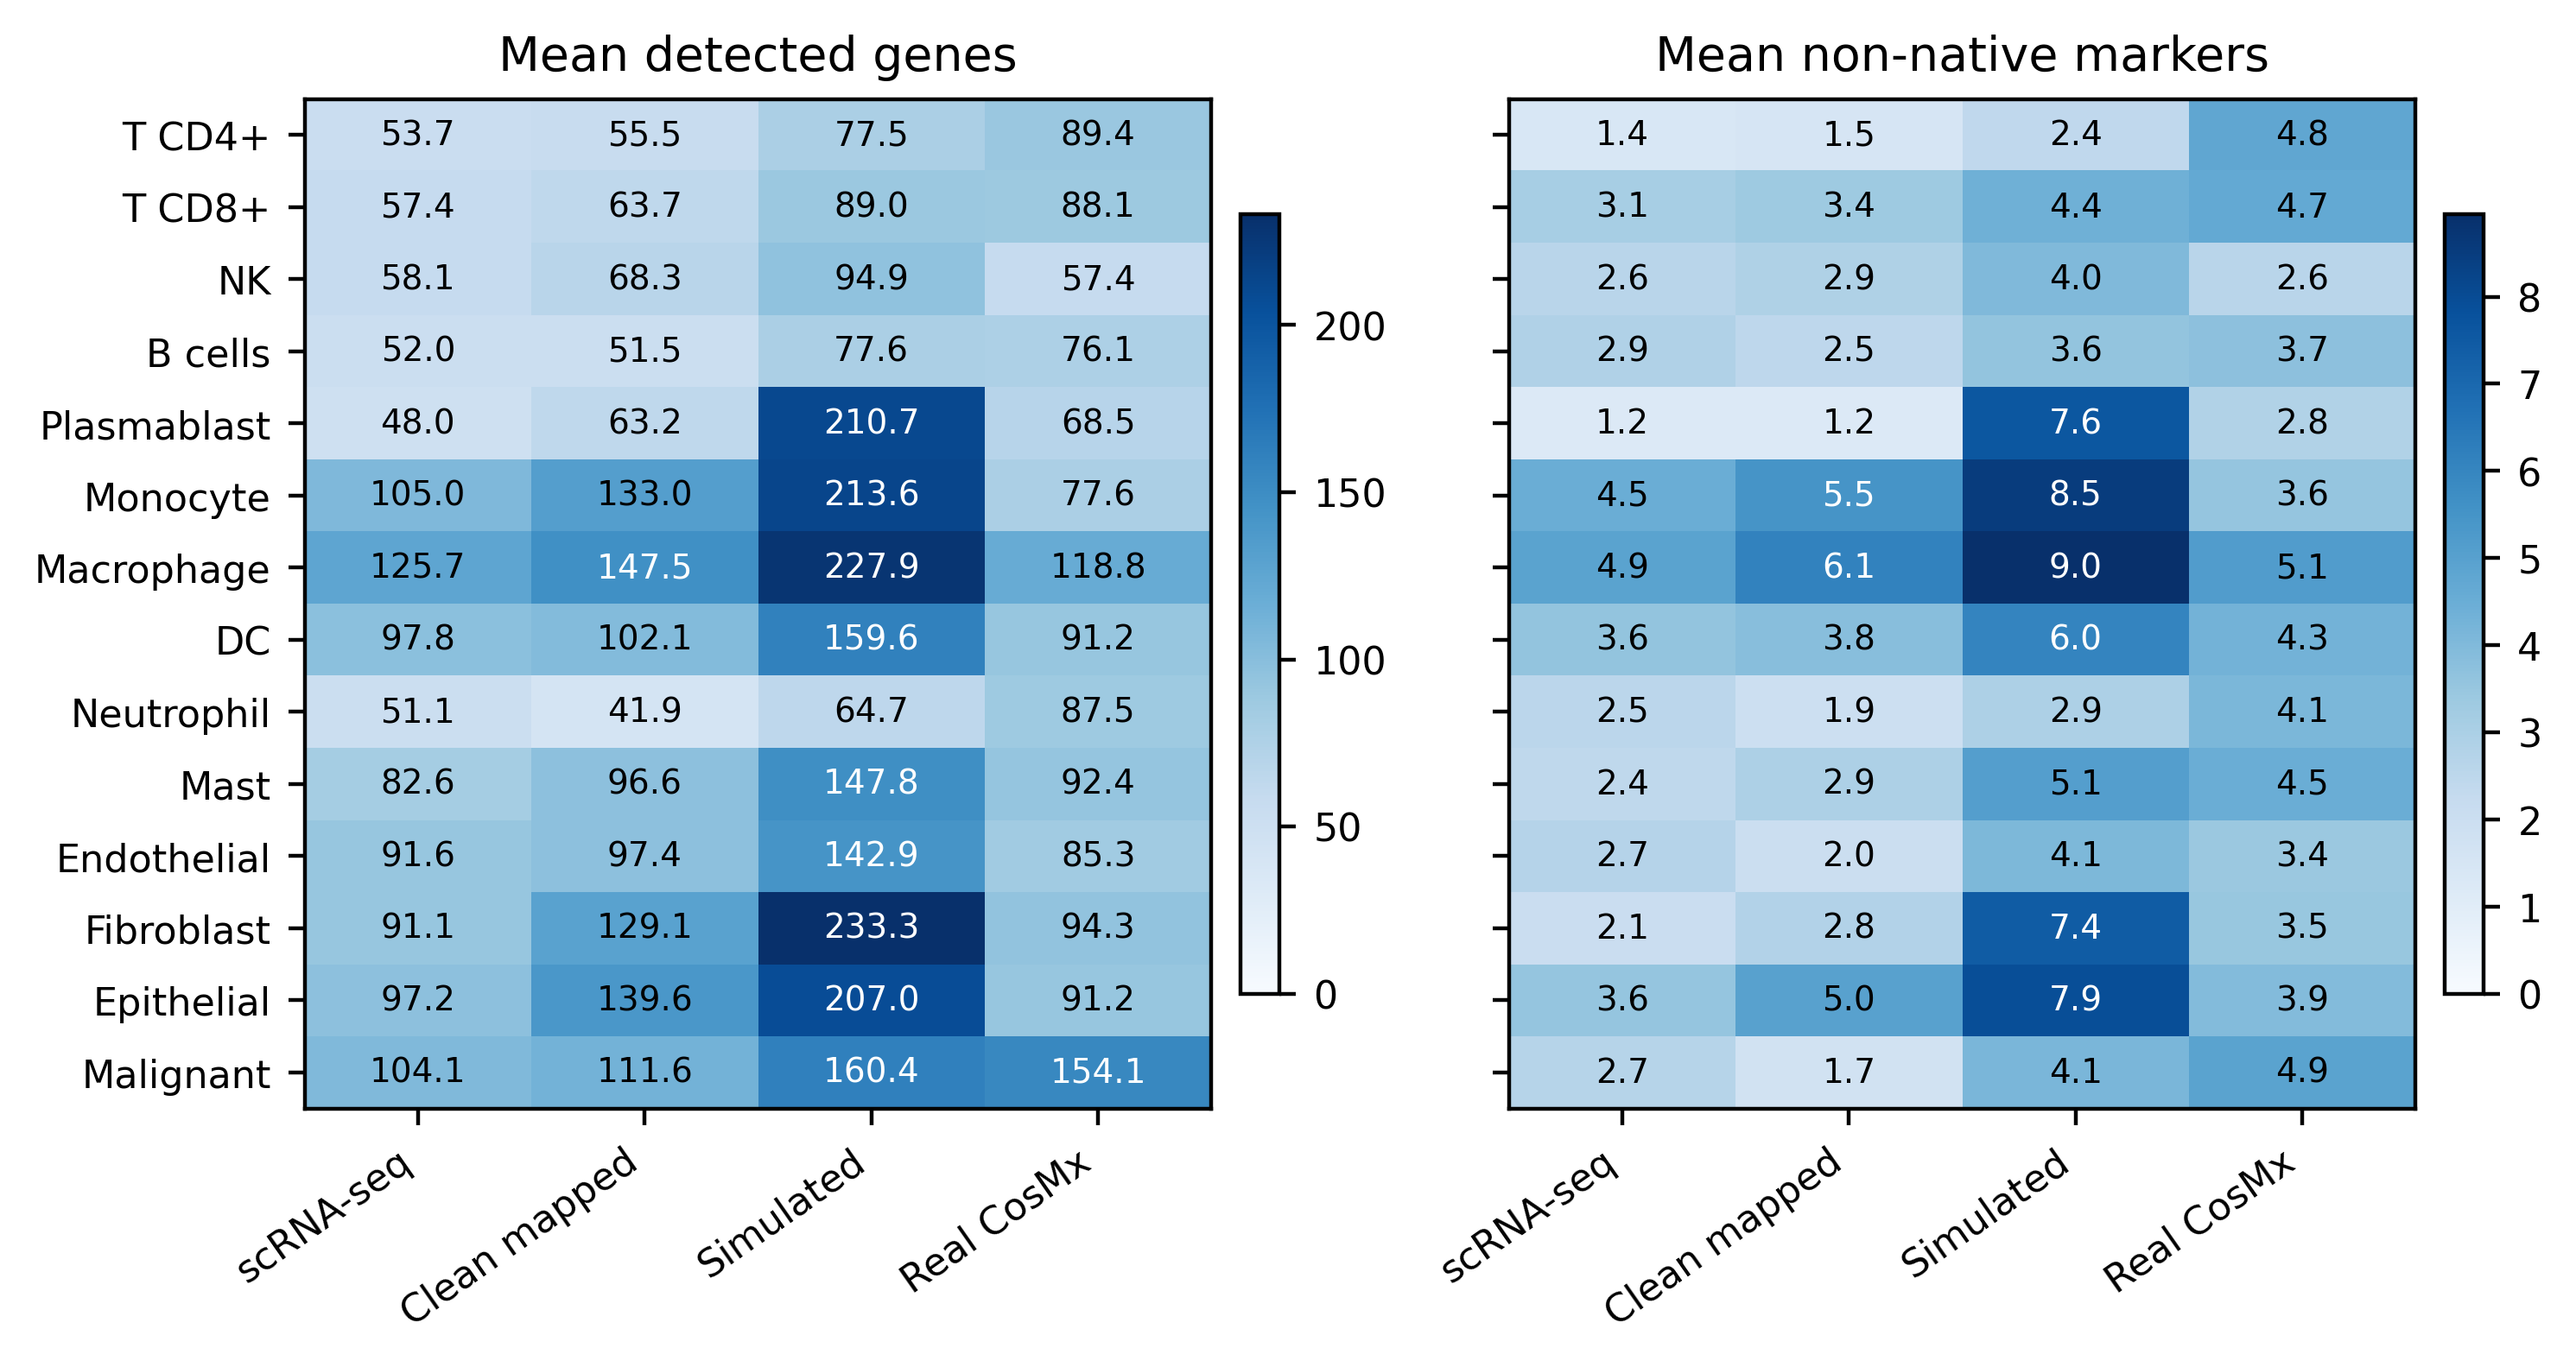 Mean detected genes
T CD4+ 53.7 55.5 77.5 89.4
T CD8+ 57.4 63.7 89.0 88.1
NK 58.1 68.3 94.9 57.4
B cells 52.0 51.5 77.6 76.1
Plasmablast 48.0 63.2 210.7 68.5
Monocyte 105.0 133.0 213.6 77.6
Macrophage 125.7 147.5 227.9 118.8
DC 97.8 102.1 159.6 91.2
Neutrophil 51.1 41.9 64.7 87.5
Mast 82.6 96.6 147.8 92.4
Endothelial 91.6 97.4 142.9 85.3
Fibroblast 91.1 129.1 233.3 94.3
Epithelial 97.2 139.6 207.0 91.2
Malignant 104.1 111.6 160.4 154.1
scRNA-seq
Clean mapped
Simulated
Real CosMx
200
150
100
50
0
Mean non-native markers
1.4 1.5 2.4 4.8
3.1 3.4 4.4 4.7
2.6 2.9 4.0 2.6
2.9 2.5 3.6 3.7
1.2 1.2 7.6 2.8
4.5 5.5 8.5 3.6
4.9 6.1 9.0 5.1
3.6 3.8 6.0 4.3
2.5 1.9 2.9 4.1
2.4 2.9 5.1 4.5
2.7 2.0 4.1 3.4
2.1 2.8 7.4 3.5
3.6 5.0 7.9 3.9
2.7 1.7 4.1 4.9
scRNA-seq
Clean mapped
Simulated
Real CosMx
8
7
6
5
4
3
2
1
0